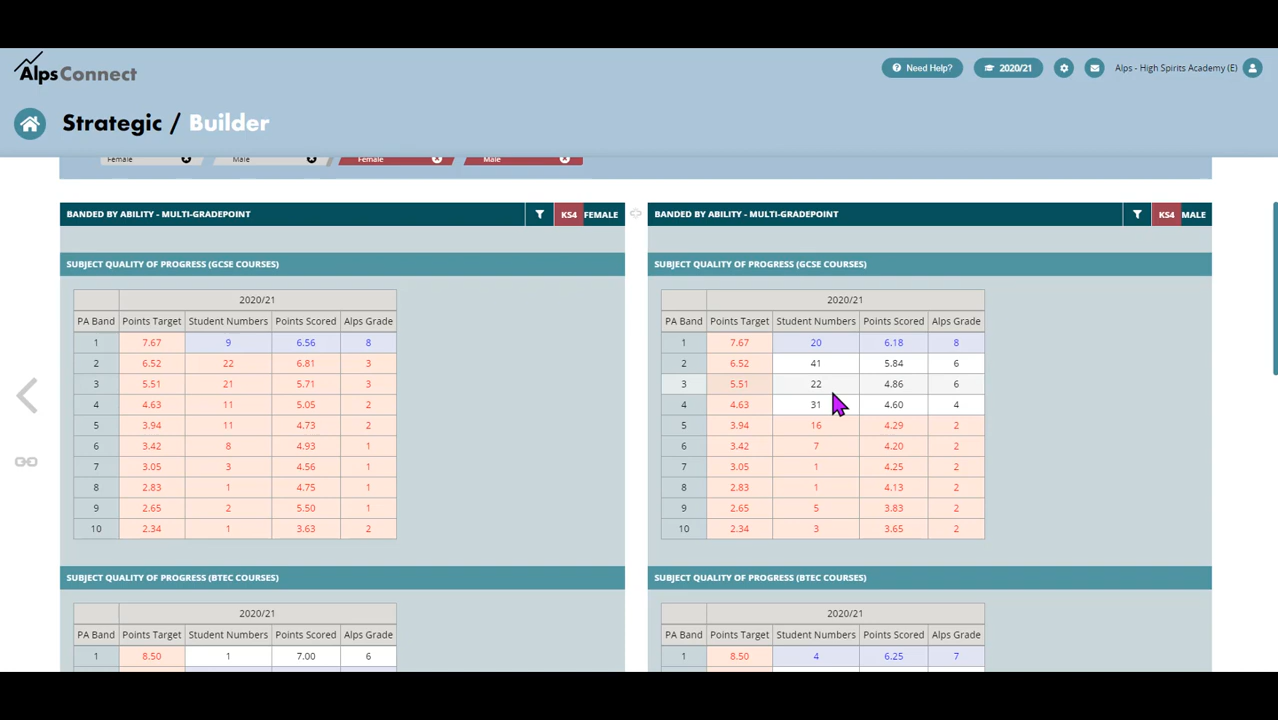 AlpsConnect
Need Help?
2020/21
Alps - High Spirits Academy (E)
Strategic / Builder
Female
Male
Female
Male
BANDED BY ABILITY - MULTI-GRADEPOINT
KS4 FEMALE
SUBJECT QUALITY OF PROGRESS (GCSE COURSES)
2020/21
PA Band Points Target Student Numbers Points Scored Alps Grade
1 7.67 9 6.56 8
2 6.52 22 6.81 3
3 5.51 21 5.71 3
4 4.63 11 5.05 2
5 3.94 11 4.73 2
6 3.42 8 4.93 1
7 3.05 3 4.56 1
8 2.83 1 4.75 1
9 2.65 2 5.50 1
10 2.34 1 3.63 2
SUBJECT QUALITY OF PROGRESS (BTEC COURSES)
2020/21
PA Band Points Target Student Numbers Points Scored Alps Grade
1 8.50 1 7.00 6
BANDED BY ABILITY - MULTI-GRADEPOINT
KS4 MALE
SUBJECT QUALITY OF PROGRESS (GCSE COURSES)
2020/21
PA Band Points Target Student Numbers Points Scored Alps Grade
1 7.67 20 6.18 8
2 6.52 41 5.84 6
3 5.51 22 4.86 6
4 4.63 31 4.60 4
5 3.94 16 4.29 2
6 3.42 7 4.20 2
7 3.05 1 4.25 2
8 2.83 1 4.13 2
9 2.65 5 3.83 2
10 2.34 3 3.65 2
SUBJECT QUALITY OF PROGRESS (BTEC COURSES)
2020/21
PA Band Points Target Student Numbers Points Scored Alps Grade
1 8.50 4 6.25 7